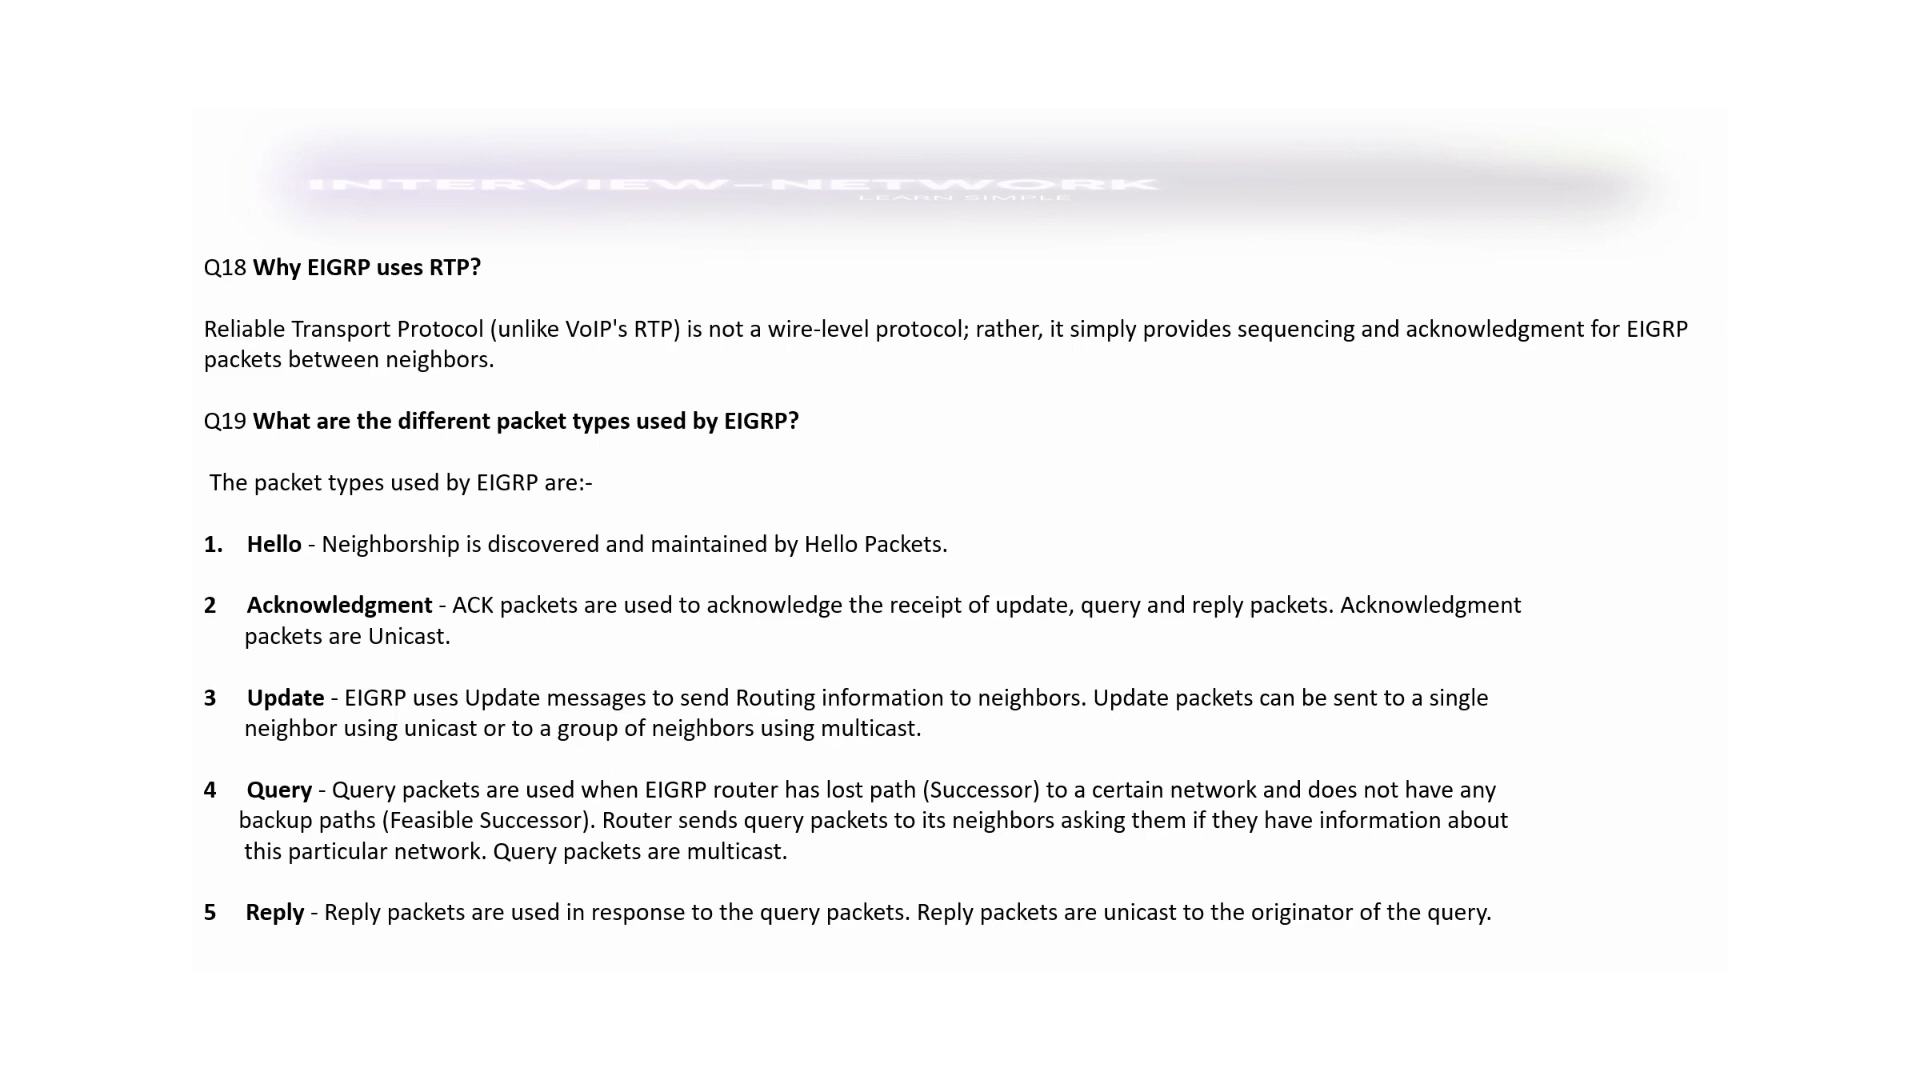 INTERVIEW-NETWORK
LEARN SIMPLE
Q18 Why EIGRP uses RTP?
Reliable Transport Protocol (unlike VoIP's RTP) is not a wire-level protocol; rather, it simply provides sequencing and acknowledgment for EIGRP
packets between neighbors.
Q19 What are the different packet types used by EIGRP?
The packet types used by EIGRP are:-
1. Hello - Neighborship is discovered and maintained by Hello Packets.
2 Acknowledgment - ACK packets are used to acknowledge the receipt of update, query and reply packets. Acknowledgment
packets are Unicast.
3 Update - EIGRP uses Update messages to send Routing information to neighbors. Update packets can be sent to a single
neighbor using unicast or to a group of neighbors using multicast.
4 Query - Query packets are used when EIGRP router has lost path (Successor) to a certain network and does not have any
backup paths (Feasible Successor). Router sends query packets to its neighbors asking them if they have information about
this particular network. Query packets are multicast.
5 Reply - Reply packets are used in response to the query packets. Reply packets are unicast to the originator of the query.